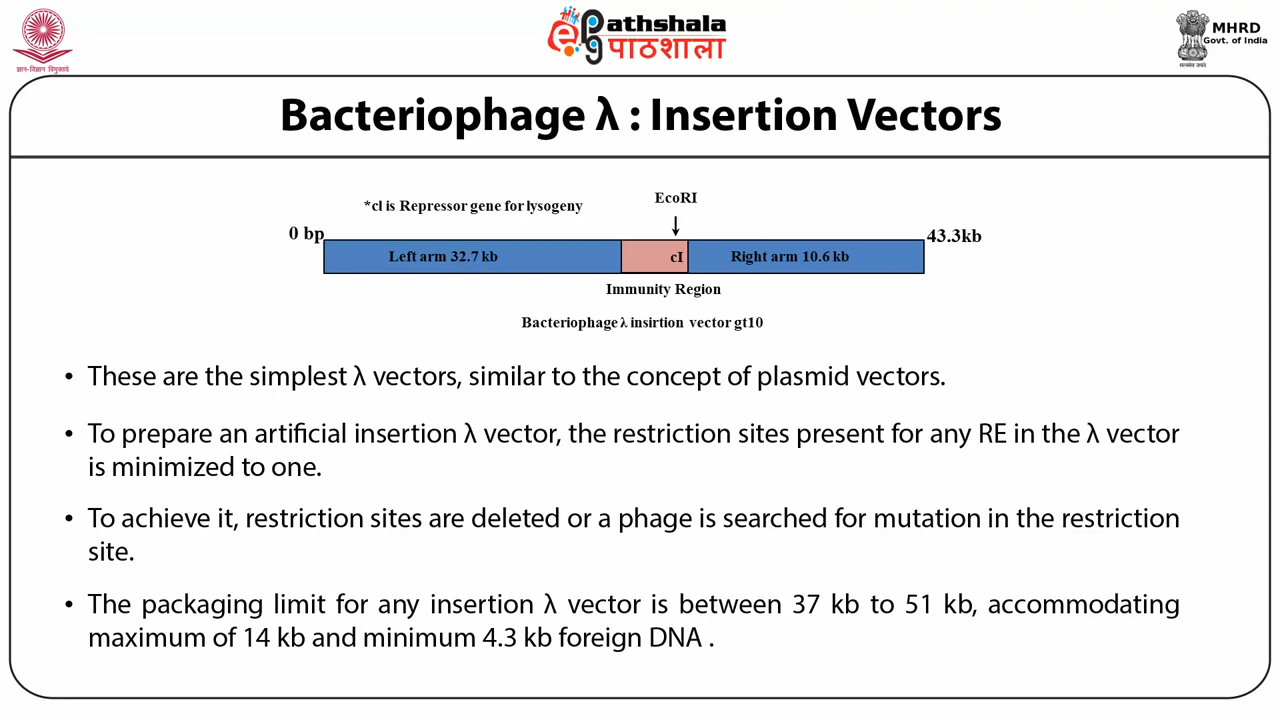 ज्ञान-विज्ञान विमुक्तये
epgathshala
पाठशाला
MHRD
Govt. of India
सत्यमेव जयते
Bacteriophage λ : Insertion Vectors
*cI is Repressor gene for lysogeny
EcoRI
0 bp
43.3kb
Left arm 32.7 kb
cI
Right arm 10.6 kb
Immunity Region
Bacteriophage λ insirtion vector gt10
• These are the simplest λ vectors, similar to the concept of plasmid vectors.
• To prepare an artificial insertion λ vector, the restriction sites present for any RE in the λ vector
is minimized to one.
• To achieve it, restriction sites are deleted or a phage is searched for mutation in the restriction
site.
• The packaging limit for any insertion λ vector is between 37 kb to 51 kb, accommodating
maximum of 14 kb and minimum 4.3 kb foreign DNA .